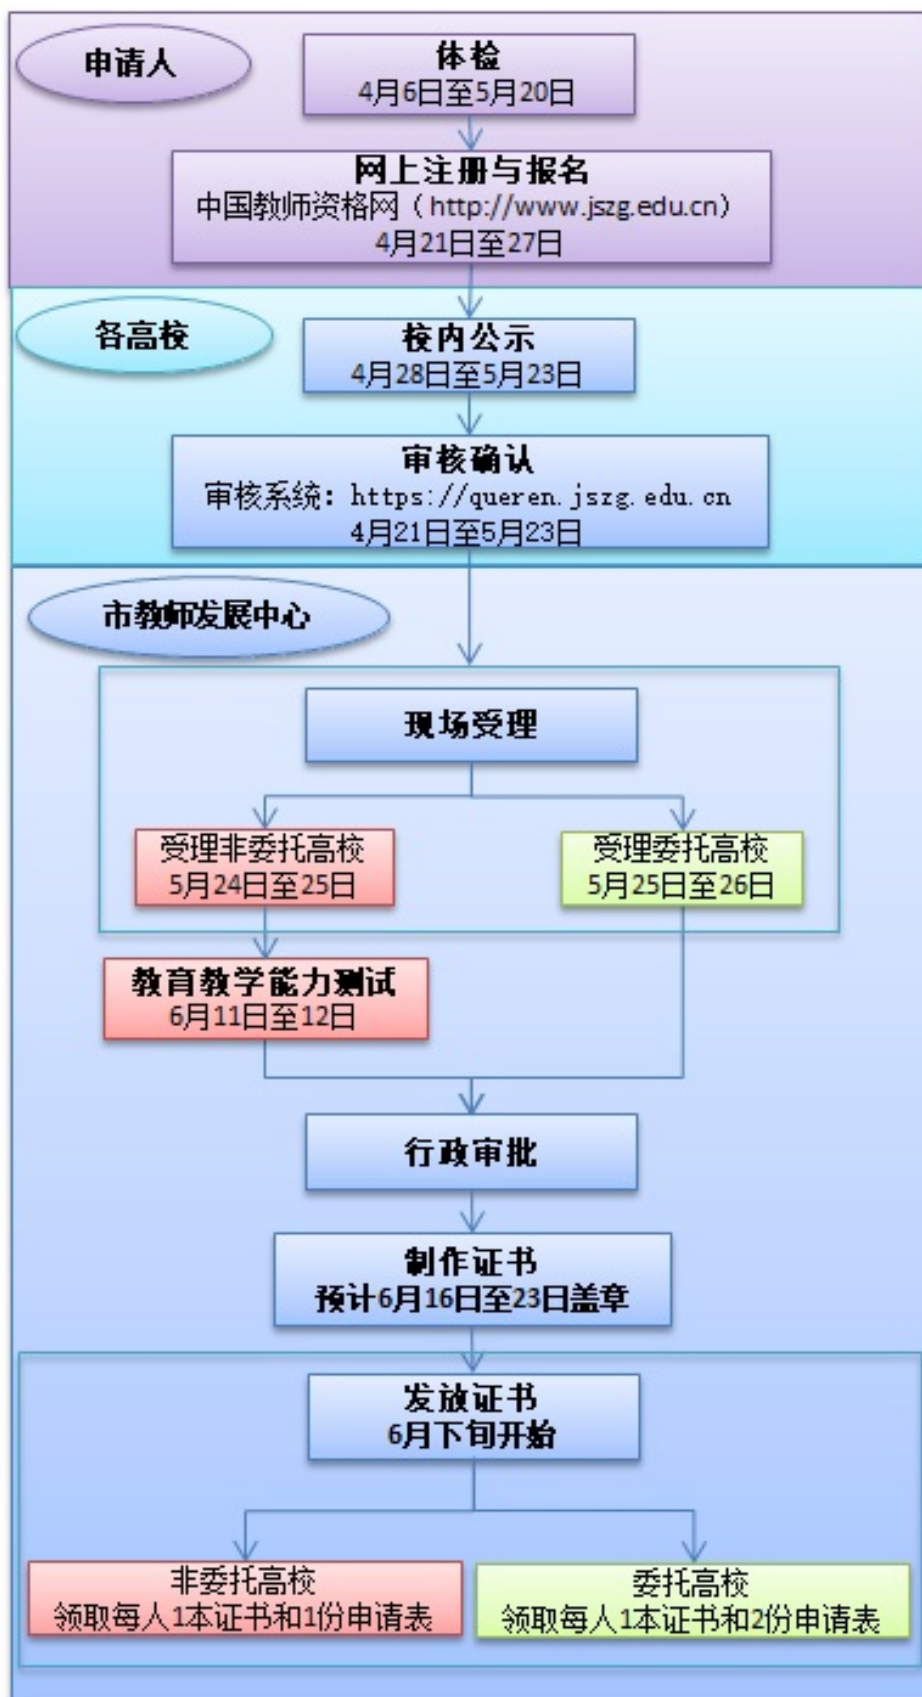 申请人
体检
4月6日至5月20日
网上注册与报名
中国教师资格网（http://www.jszg.edu.cn）
4月21日至27日
各高校
校内公示
4月28日至5月23日
审核确认
审核系统：https://queren.jszg.edu.cn
4月21日至5月23日
市教师发展中心
现场受理
受理非委托高校
5月24日至25日
受理委托高校
5月25日至26日
教育教学能力测试
6月11日至12日
行政审批
制作证书
预计6月16日至23日盖章
发放证书
6月下旬开始
非委托高校
领取每人1本证书和1份申请表
委托高校
领取每人1本证书和2份申请表